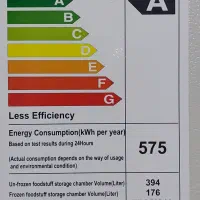 A
A
B
C
D
E
F
G
Less Efficiency
Energy Consumption(kWh per year)
Based on test results during 24Hours
575
(Actual consumption depends on the way of usage
and environmental condition)
Un-frozen foodstuff storage chamber Volume(Liter) 394
Frozen foodstuff storage chamber Volume(Liter) 176